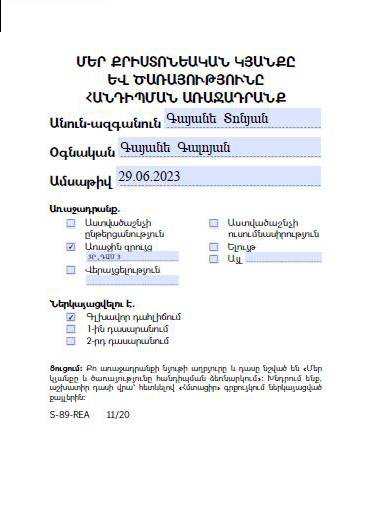 ՄԵՐ ՔՐԻՍՏՈՆԵԱԿԱՆ ԿՅԱՆՔԸ
ԵՎ ԾԱՌԱՅՈՒԹՅՈՒՆԸ
ՀԱՆԴԻՊՄԱՆ ԱՌԱՋԱԴՐԱՆՔ
Անուն-ազգանուն Գայանե Տոնյան
Օգնական Գայանե Գալոյան
Ամսաթիվ 29.06.2023
Առաջադրանք.
Աստվածաշնչի
ընթերցանություն
Առաջին զրույց
ՅԸ, ԴԱՍ 3
Վերայցելություն
Աստվածաշնչի
ուսումնասիրություն
Ելույթ
Այլ
Ներկայացվելու է.
Գլխավոր դահլիճում
1-ին դասարանում
2-րդ դասարանում
Ծուցում։ Քո առաջադրանքի նյութի աղբյուրը և դասը նշված են «Մեր
կյանքը և ծառայությունը հանդիպման ձեռնարկում»։ Խնդրում ենք,
աշխատիր դասի վրա՝ հետևելով «Հմտացիր» գրքույկում ներկայացված
քայլերին։
S-89-REA 11/20